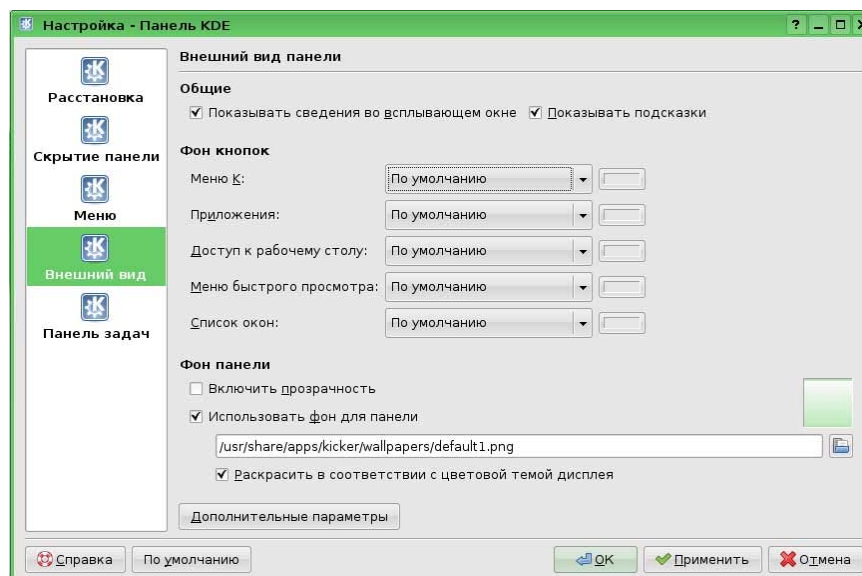 Настройка - Панель KDE
Расстановка
Скрытие панели
Меню
Внешний вид
Панель задач
Внешний вид панели
Общие
Показывать сведения во всплывающем окне Показывать подсказки
Фон кнопок
Меню К: По умолчанию
Приложения: По умолчанию
Доступ к рабочему столу: По умолчанию
Меню быстрого просмотра: По умолчанию
Список окон: По умолчанию
Фон панели
Включить прозрачность
Использовать фон для панели
/usr/share/apps/kicker/wallpapers/default1.png
Раскрасить в соответствии с цветовой темой дисплея
Дополнительные параметры
Справка По умолчанию OK Применить Отмена